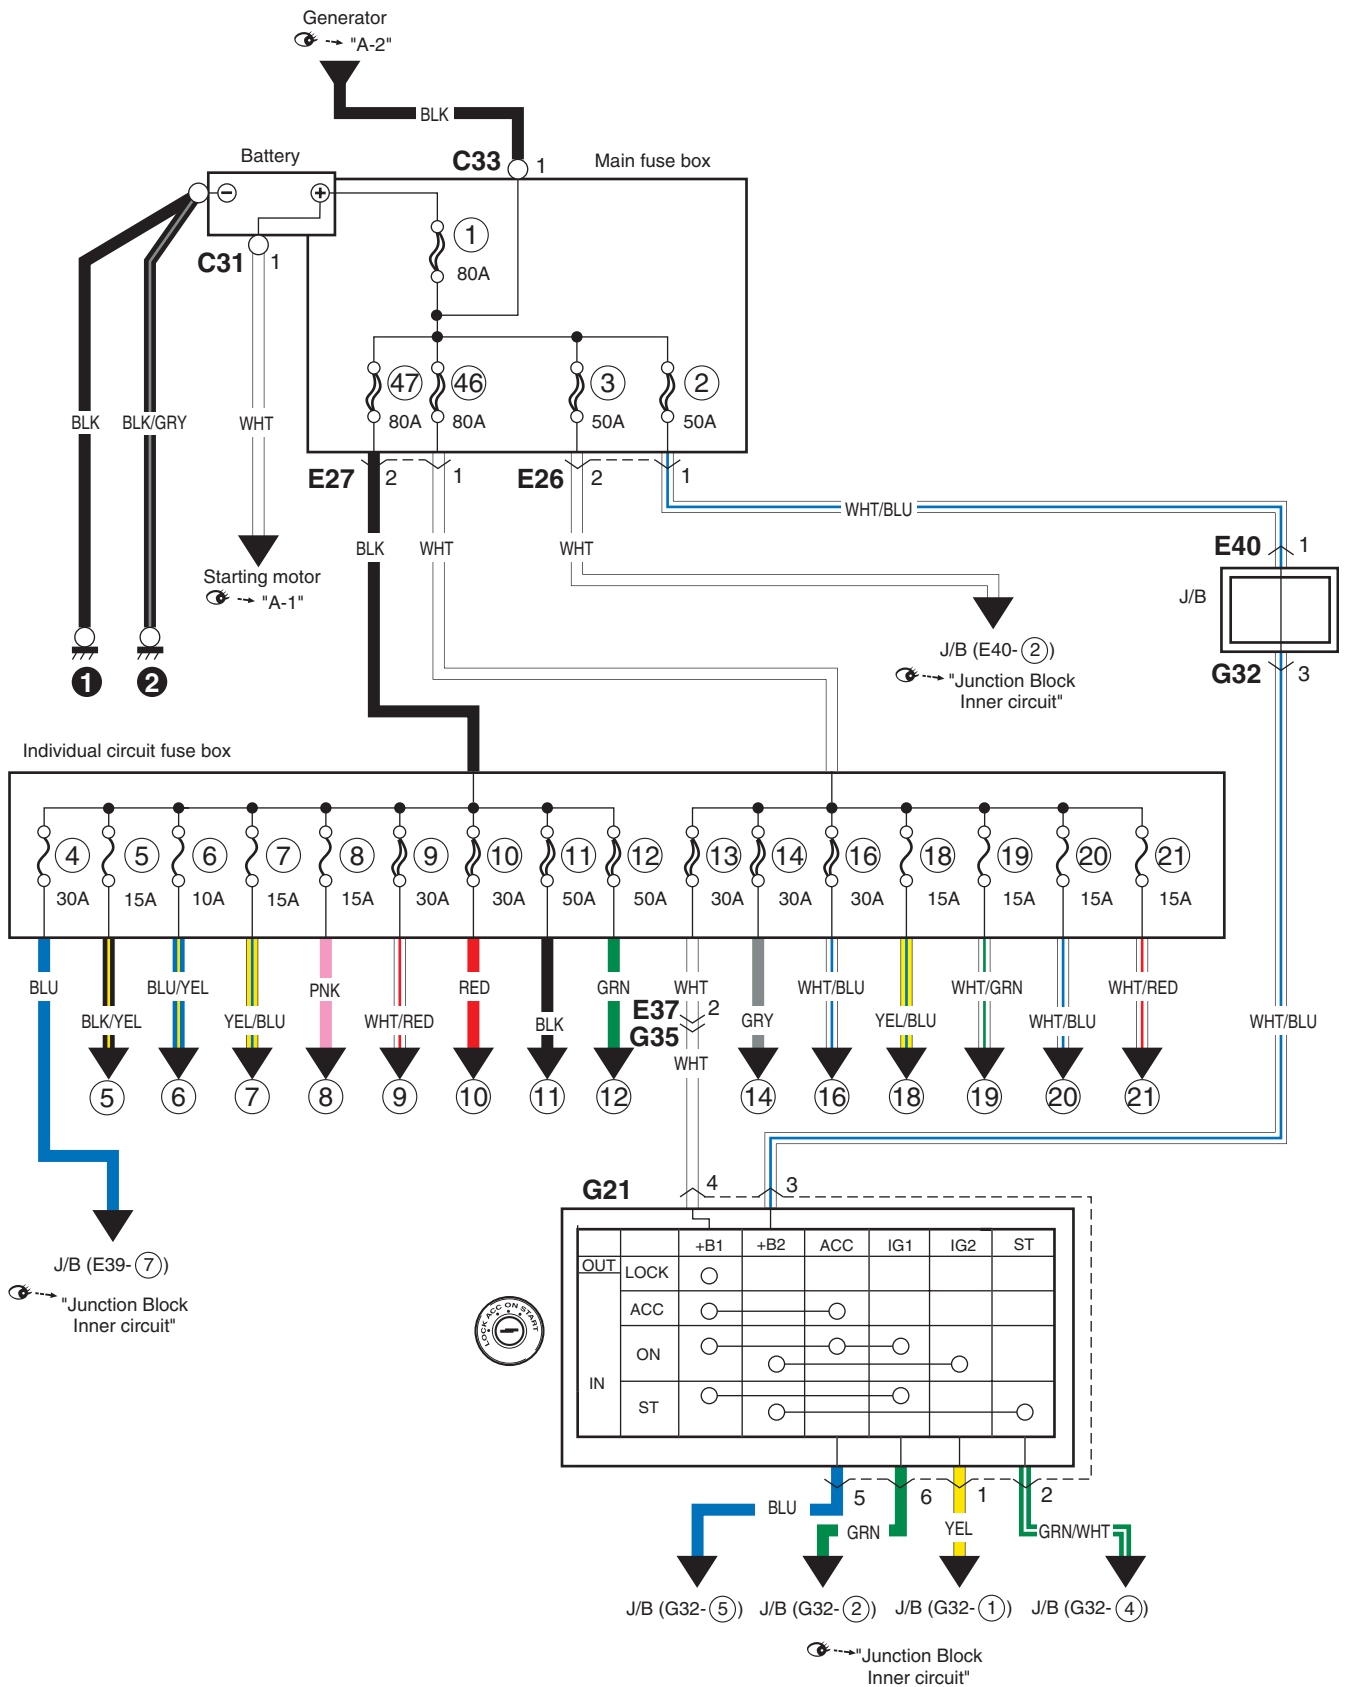 Generator
"A-2"
BLK
Battery
C33 1
Main fuse box
− +
C31 1
1
80A
47 46 3 2
80A 80A 50A 50A
BLK BLK/GRY WHT
E27 2 1 E26 2 1
WHT/BLU
BLK WHT WHT
E40 1
J/B
G32 3
Starting motor
"A-1"
1 2
J/B (E40- 2 )
"Junction Block
Inner circuit"
Individual circuit fuse box
4 5 6 7 8 9 10 11 12 13 14 16 18 19 20 21
30A 15A 10A 15A 15A 30A 30A 50A 50A 30A 30A 30A 15A 15A 15A 15A
BLU BLU/YEL PNK RED GRN WHT WHT/BLU WHT/GRN WHT/RED
E37 2
BLK/YEL YEL/BLU WHT/RED BLK GRY YEL/BLU WHT/BLU WHT/BLU
G35
WHT
5 6 7 8 9 10 11 12 14 16 18 19 20 21
G21 4 3
+B1 +B2 ACC IG1 IG2 ST
OUT LOCK
ACC
ON
IN
ST
LOCK ACC ON START
J/B (E39- 7 )
"Junction Block
Inner circuit"
5 6 1 2
BLU GRN YEL GRN/WHT
J/B (G32- 5 ) J/B (G32- 2 ) J/B (G32- 1 ) J/B (G32- 4 )
"Junction Block
Inner circuit"